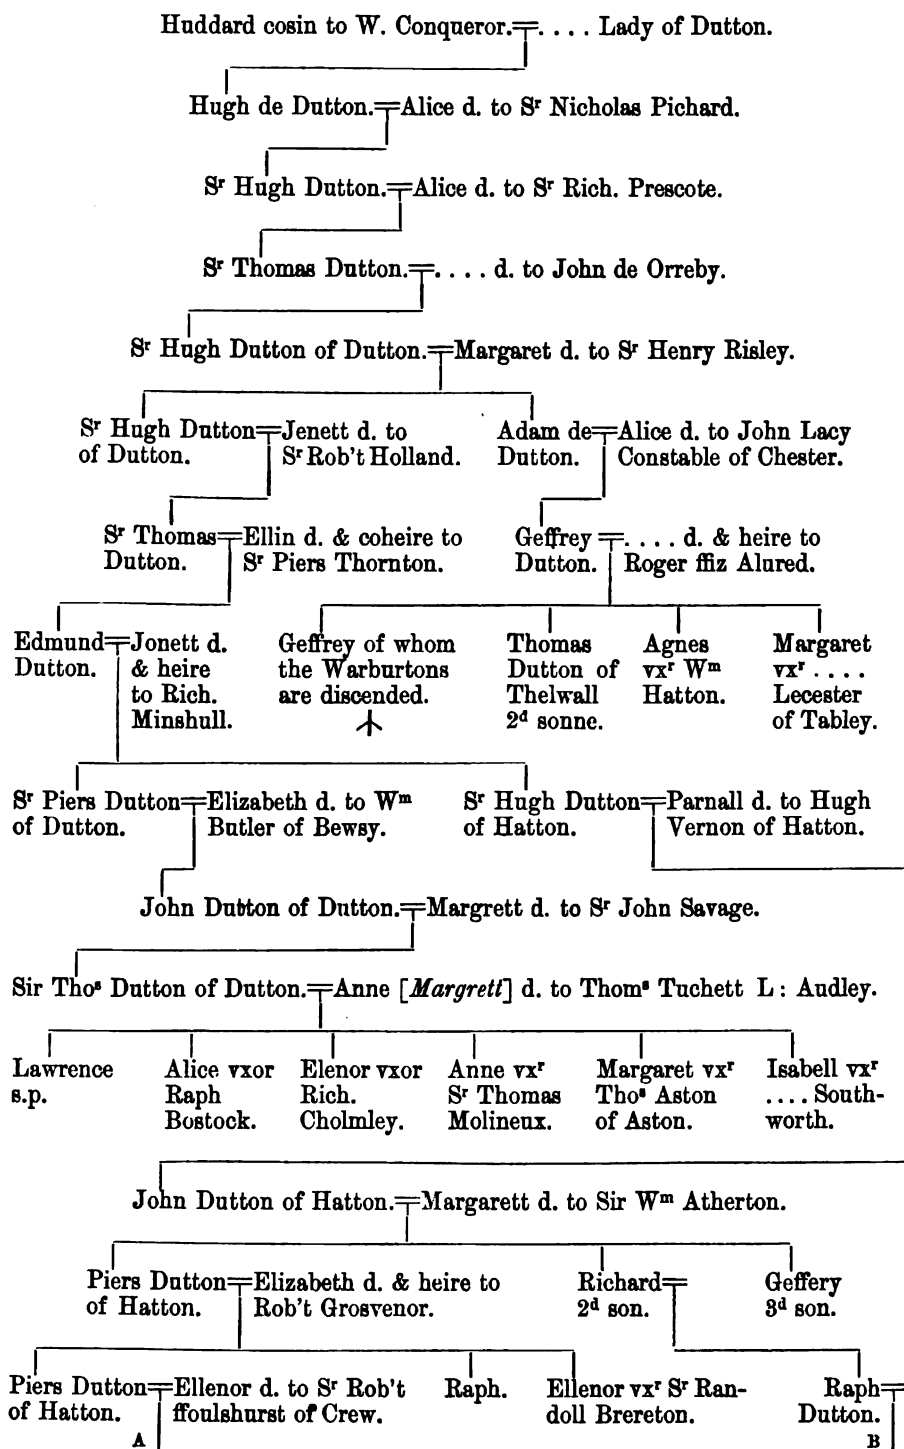 Huddard cosin to W. Conqueror.=. . . . Lady of Dutton.
Hugh de Dutton.=Alice d. to Sr Nicholas Pichard.
Sr Hugh Dutton.=Alice d. to Sr Rich. Prescote.
Sr Thomas Dutton.=. . . . d. to John de Orreby.
Sr Hugh Dutton of Dutton.=Margaret d. to Sr Henry Risley.
Sr Hugh Dutton=Jenett d. to Adam de=Alice d. to John Lacy
of Dutton. Sr Rob't Holland. Dutton. Constable of Chester.
Sr Thomas=Ellin d. & coheire to Geffrey=. . . . d. & heire to
Dutton. Sr Piers Thornton. Dutton. Roger ffiz Alured.
Edmund=Jonett d. Geffrey of whom Thomas Agnes Margaret
Dutton. & heire the Warburtons Dutton of vxr Wm vxr . . . .
to Rich. are discended. Thelwall Hatton. Lecester
Minshull. 2d sonne. of Tabley.
Sr Piers Dutton=Elizabeth d. to Wm Sr Hugh Dutton=Parnall d. to Hugh
of Dutton. Butler of Bewsy. of Hatton. Vernon of Hatton.
John Dutton of Dutton.=Margrett d. to Sr John Savage.
Sir Thos Dutton of Dutton.=Anne [Margrett] d. to Thoms Tuchett L: Audley.
Lawrence Alice vxor Elenor vxor Anne vxr Margaret vxr Isabell vxr
s.p. Raph Rich. Sr Thomas Thos Aston . . . . South-
Bostock. Cholmley. Molineux. of Aston. worth.
John Dutton of Hatton.=Margarett d. to Sir Wm Atherton.
Piers Dutton=Elizabeth d. & heire to Richard= Geffery
of Hatton. Rob't Grosvenor. 2d son. 3d son.
Piers Dutton=Ellenor d. to Sr Rob't Raph. Ellenor vxr Sr Ran- Raph=
of Hatton. ffoulshurst of Crew. doll Brereton. Dutton.
A B